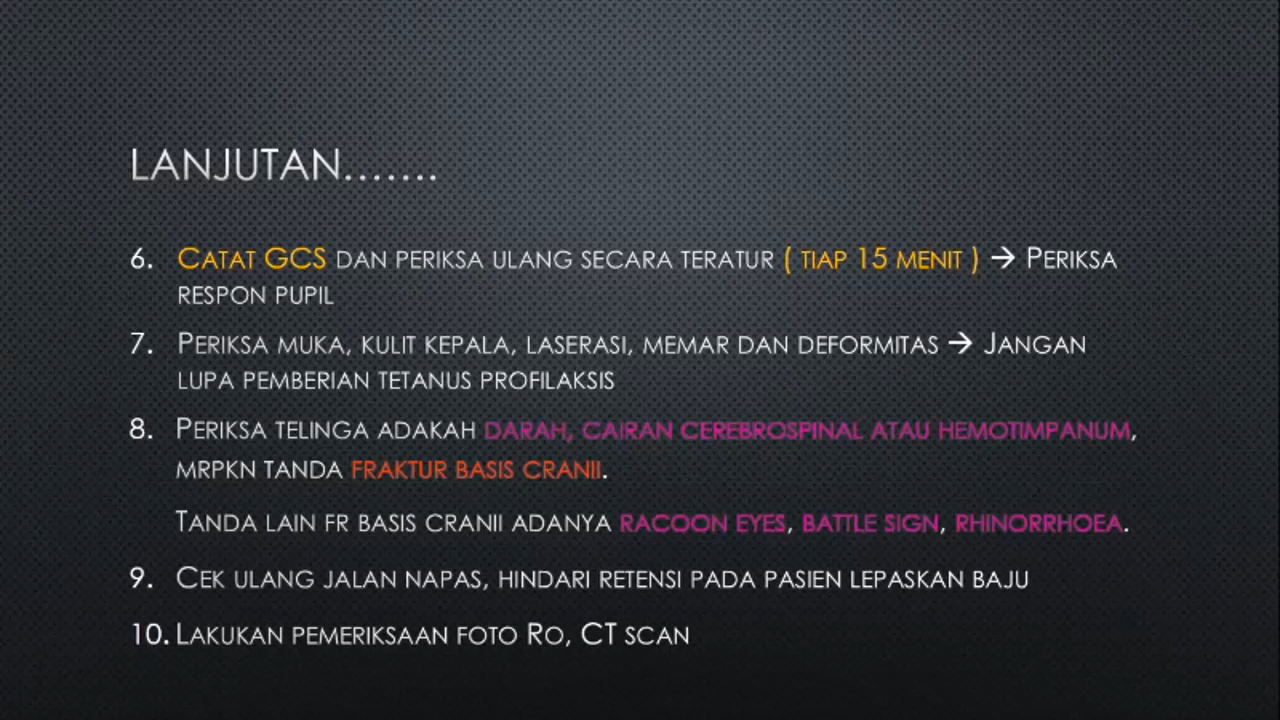 LANJUTAN.......
6. CATAT GCS DAN PERIKSA ULANG SECARA TERATUR ( TIAP 15 MENIT ) → PERIKSA
RESPON PUPIL
7. PERIKSA MUKA, KULIT KEPALA, LASERASI, MEMAR DAN DEFORMITAS → JANGAN
LUPA PEMBERIAN TETANUS PROFILAKSIS
8. PERIKSA TELINGA ADAKAH DARAH, CAIRAN CEREBROSPINAL ATAU HEMOTIMPANUM,
MRPKN TANDA FRAKTUR BASIS CRANII.
TANDA LAIN FR BASIS CRANII ADANYA RACOON EYES, BATTLE SIGN, RHINORRHOEA.
9. CEK ULANG JALAN NAPAS, HINDARI RETENSI PADA PASIEN LEPASKAN BAJU
10. LAKUKAN PEMERIKSAAN FOTO RO, CT SCAN